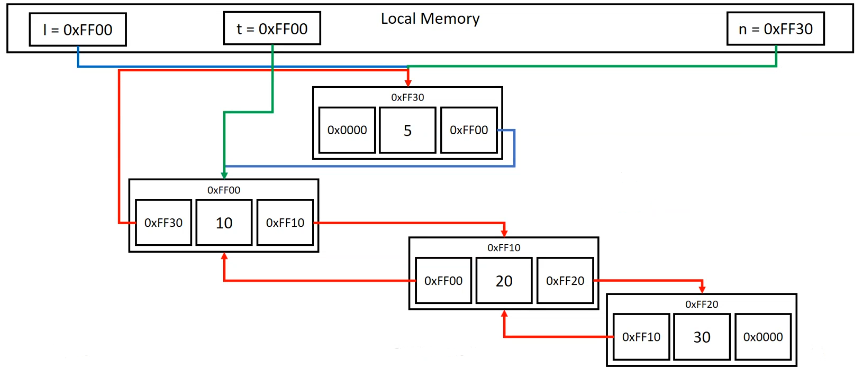 Local Memory
l = 0xFF00
t = 0xFF00
n = 0xFF30
0xFF30
0x0000
5
0xFF00
0xFF00
0xFF30
10
0xFF10
0xFF10
0xFF00
20
0xFF20
0xFF20
0xFF10
30
0x0000